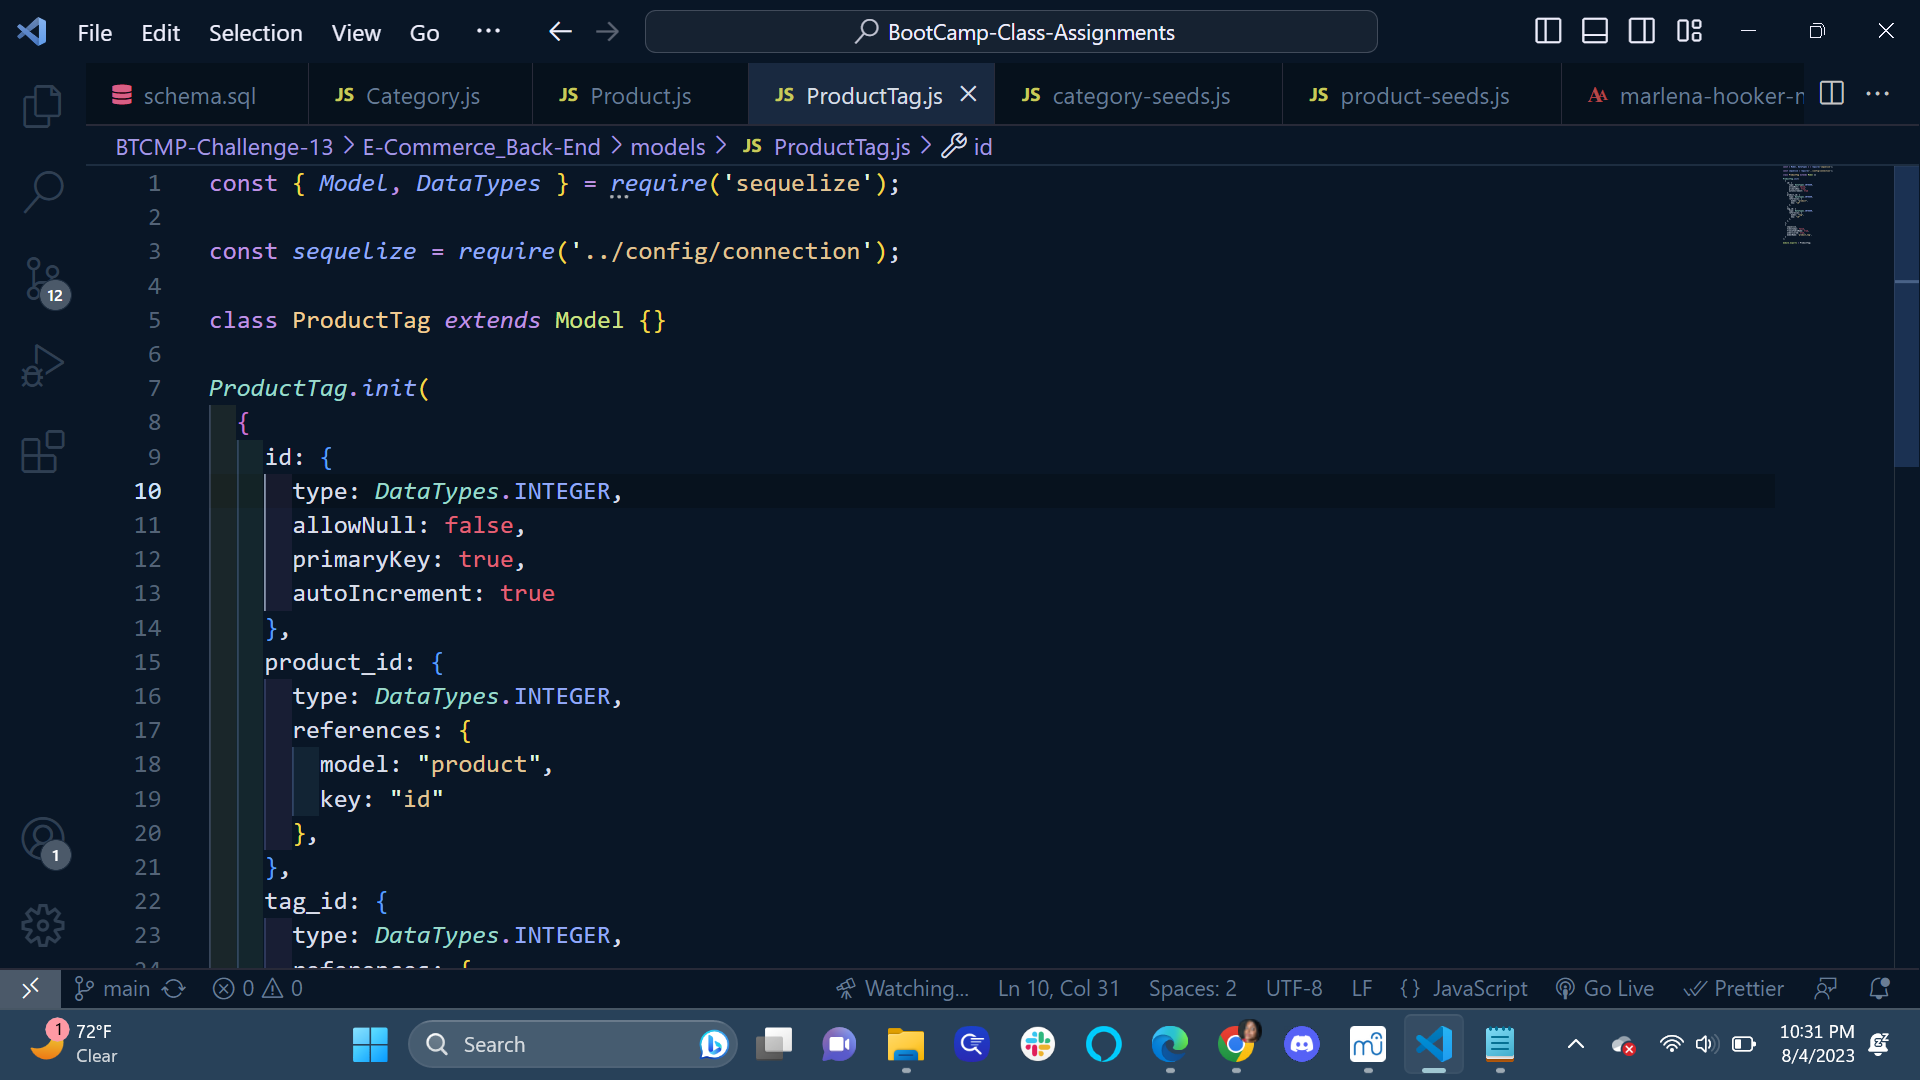 File Edit Selection View Go ··· BootCamp-Class-Assignments
schema.sql JS Category.js JS Product.js JS ProductTag.js JS category-seeds.js JS product-seeds.js marlena-hooker-
BTCMP-Challenge-13 > E-Commerce_Back-End > models > JS ProductTag.js > id
1 const { Model, DataTypes } = require('sequelize');
2
3 const sequelize = require('../config/connection');
4
5 class ProductTag extends Model {}
6
7 ProductTag.init(
8 {
9 id: {
10 type: DataTypes.INTEGER,
11 allowNull: false,
12 primaryKey: true,
13 autoIncrement: true
14 },
15 product_id: {
16 type: DataTypes.INTEGER,
17 references: {
18 model: "product",
19 key: "id"
20 },
21 },
22 tag_id: {
23 type: DataTypes.INTEGER,
24 references: {
12
1
main 0 0 Watching... Ln 10, Col 31 Spaces: 2 UTF-8 LF {} JavaScript Go Live Prettier
1 72°F
Clear
Search
10:31 PM
8/4/2023